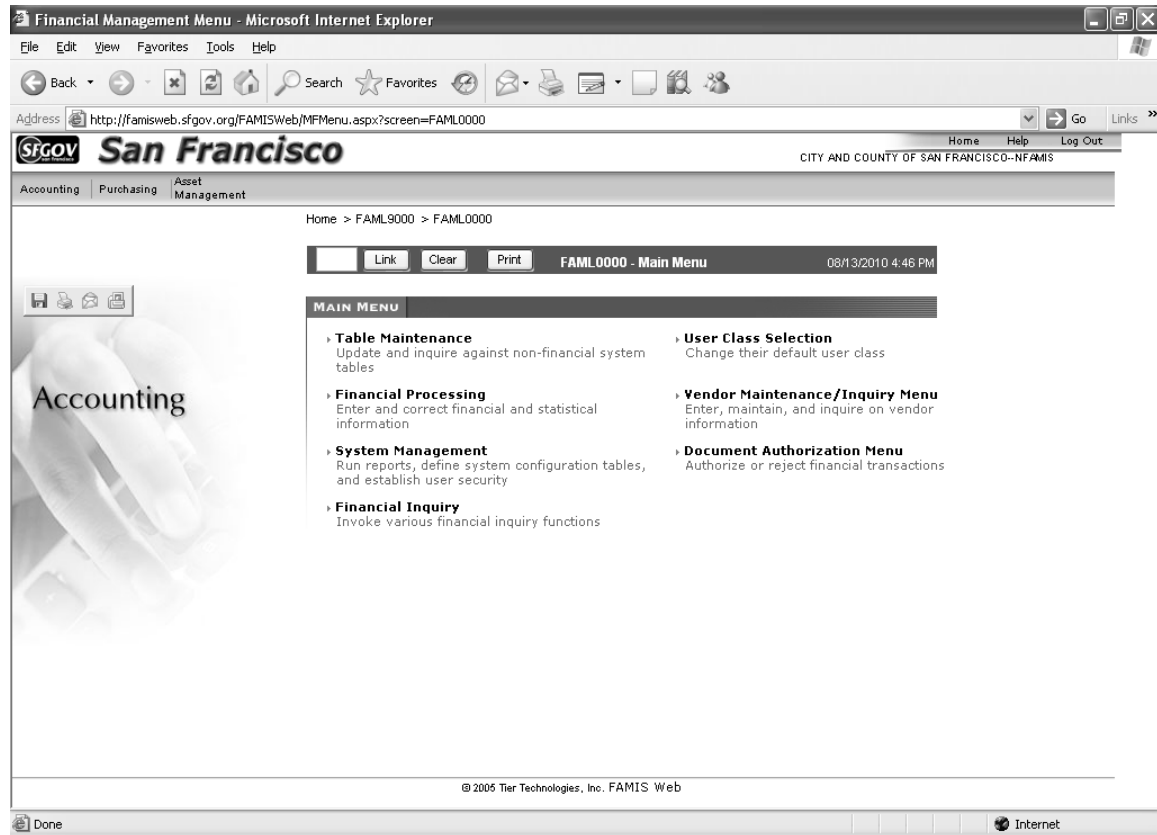 Financial Management Menu - Microsoft Internet Explorer
File Edit View Favorites Tools Help
Back Search Favorites
Address http://famisweb.sfgov.org/FAMISWeb/MFMenu.aspx?screen=FAML0000 Go Links »
SFGOV San Francisco
Home Help Log Out
CITY AND COUNTY OF SAN FRANCISCO--NFAMIS
Accounting Purchasing Asset Management
Home > FAML9000 > FAML0000
Link Clear Print FAML0000 - Main Menu 08/13/2010 4:46 PM
MAIN MENU
Table Maintenance
Update and inquire against non-financial system
tables
Financial Processing
Enter and correct financial and statistical
information
System Management
Run reports, define system configuration tables,
and establish user security
Financial Inquiry
Invoke various financial inquiry functions
User Class Selection
Change their default user class
Vendor Maintenance/Inquiry Menu
Enter, maintain, and inquire on vendor
information
Document Authorization Menu
Authorize or reject financial transactions
Accounting
© 2005 Tier Technologies, Inc. FAMIS Web
Done Internet